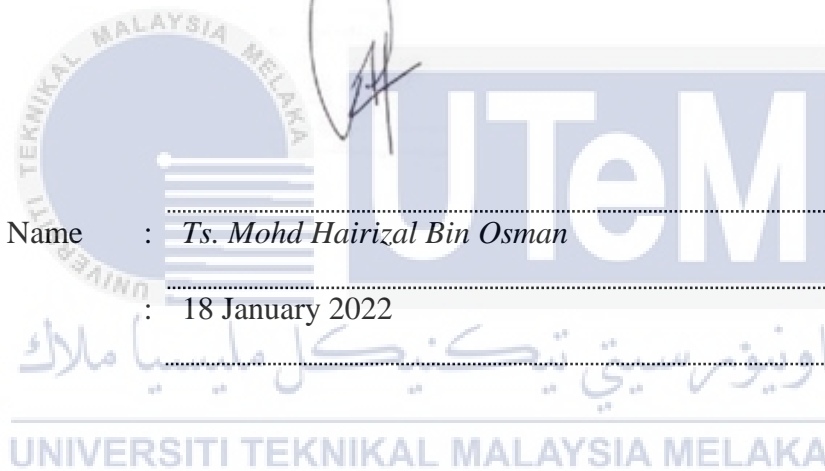 UNIVERSITI TEKNIKAL MALAYSIA MELAKA
UTeM
Name : Ts. Mohd Hairizal Bin Osman
: 18 January 2022
اونيۏرسيتي تيكنيكل مليسيا ملاك
UNIVERSITI TEKNIKAL MALAYSIA MELAKA